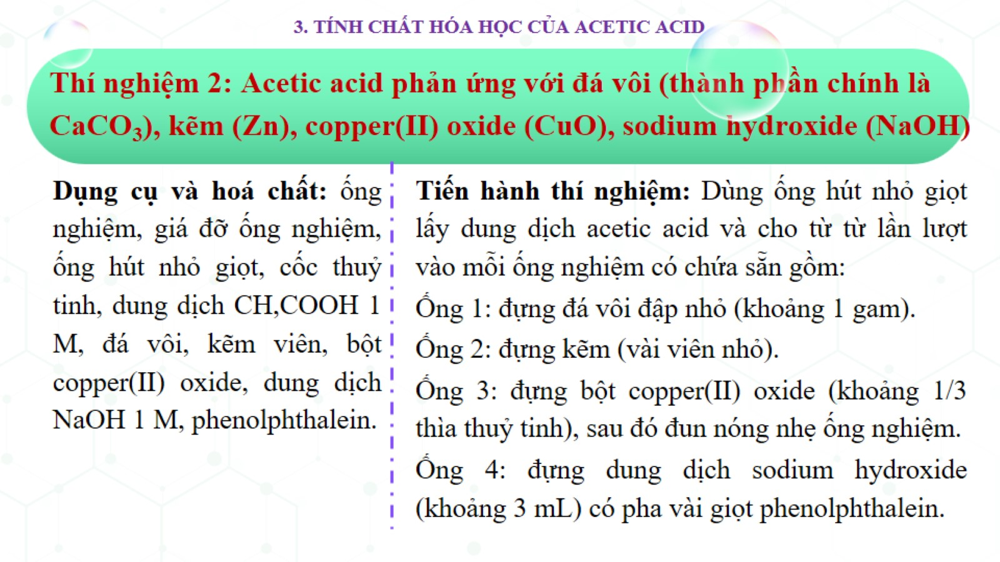 3. TÍNH CHẤT HÓA HỌC CỦA ACETIC ACID
Thí nghiệm 2: Acetic acid phản ứng với đá vôi (thành phần chính là
CaCO₃), kẽm (Zn), copper(II) oxide (CuO), sodium hydroxide (NaOH)
Dụng cụ và hoá chất: ống
nghiệm, giá đỡ ống nghiệm,
ống hút nhỏ giọt, cốc thuỷ
tinh, dung dịch CH,COOH 1
M, đá vôi, kẽm viên, bột
copper(II) oxide, dung dịch
NaOH 1 M, phenolphthalein.
Tiến hành thí nghiệm: Dùng ống hút nhỏ giọt
lấy dung dịch acetic acid và cho từ từ lần lượt
vào mỗi ống nghiệm có chứa sẵn gồm:
Ống 1: đựng đá vôi đập nhỏ (khoảng 1 gam).
Ống 2: đựng kẽm (vài viên nhỏ).
Ống 3: đựng bột copper(II) oxide (khoảng 1/3
thìa thuỷ tinh), sau đó đun nóng nhẹ ống nghiệm.
Ống 4: đựng dung dịch sodium hydroxide
(khoảng 3 mL) có pha vài giọt phenolphthalein.